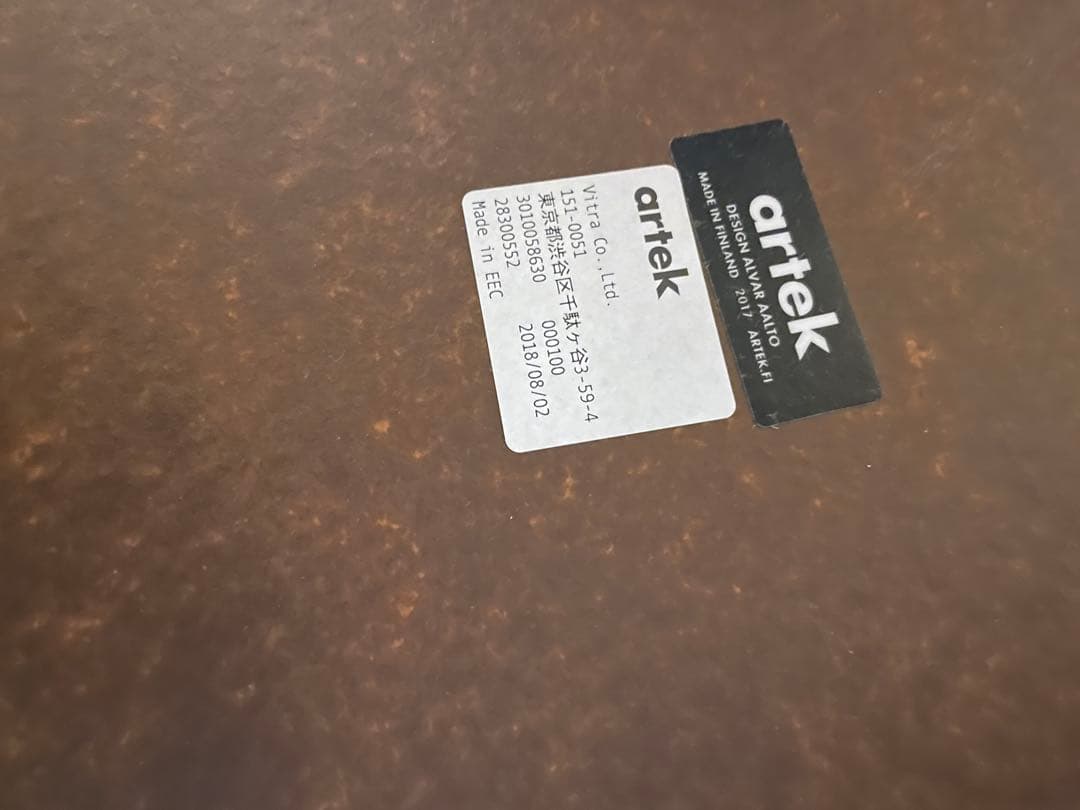 artek
DESIGN ALVAR AALTO
MADE IN FINLAND 2017 ARTEK.FI
artek
Vitra Co.,Ltd.
151-0051
東京都渋谷区千駄ヶ谷3-59-4
3010058630 000100
28300552 2018/08/02
Made in EEC